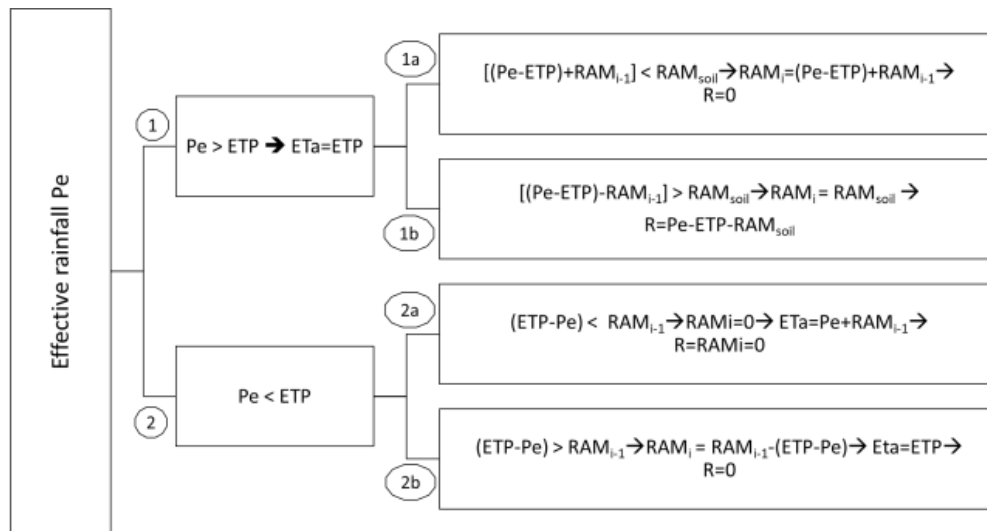 Effective rainfall Pe
1
Pe > ETP ➔ ETa=ETP
1a
[(Pe-ETP)+RAMi-1] < RAMsoil→RAMi=(Pe-ETP)+RAMi-1→
R=0
1b
[(Pe-ETP)-RAMi-1] > RAMsoil→RAMi = RAMsoil →
R=Pe-ETP-RAMsoil
2
Pe < ETP
2a
(ETP-Pe) < RAMi-1→RAMi=0→ ETa=Pe+RAMi-1→
R=RAMi=0
2b
(ETP-Pe) > RAMi-1→RAMi = RAMi-1-(ETP-Pe)→ Eta=ETP→
R=0